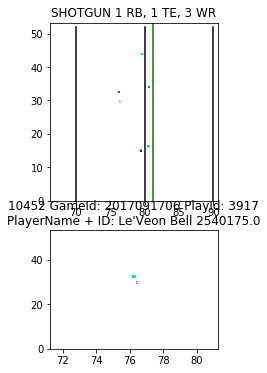 SHOTGUN 1 RB, 1 TE, 3 WR
50
40
30
20
10
0
70 75 80 85 90
10452 GameId: 2017091706 PlayId: 3917
PlayerName + ID: Le'Veon Bell 2540175.0
40
20
0
72 74 76 78 80